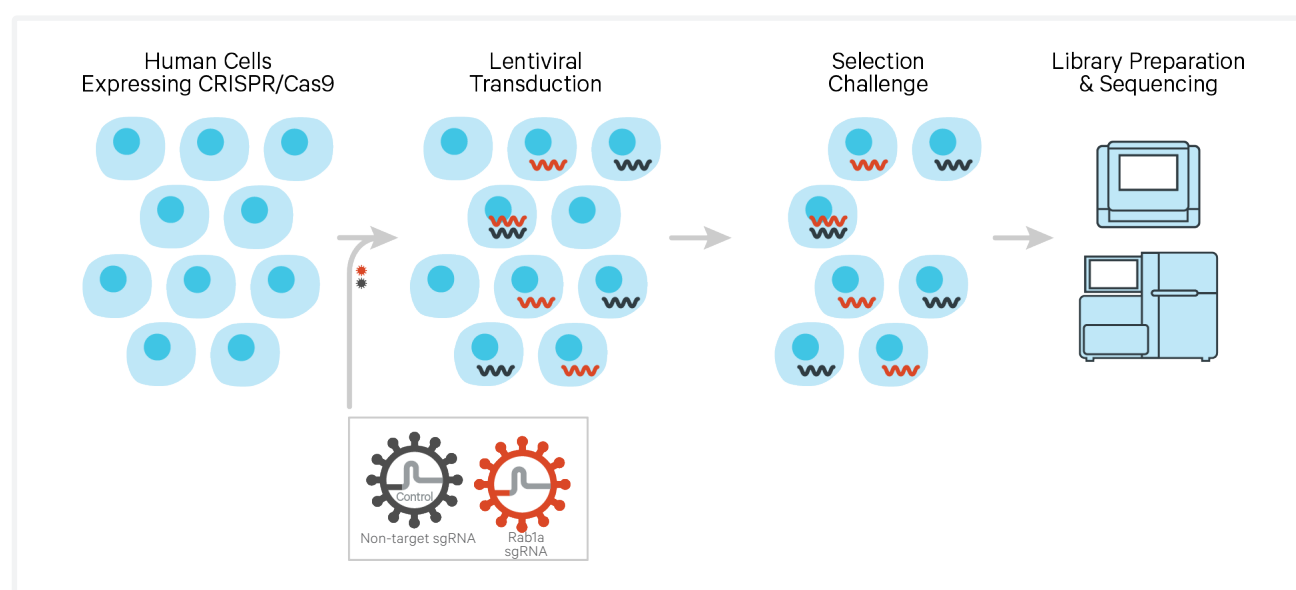 Human Cells
Expressing CRISPR/Cas9
Lentiviral
Transduction
Selection
Challenge
Library Preparation
& Sequencing
Control
Non-target sgRNA
Rab1a
sgRNA